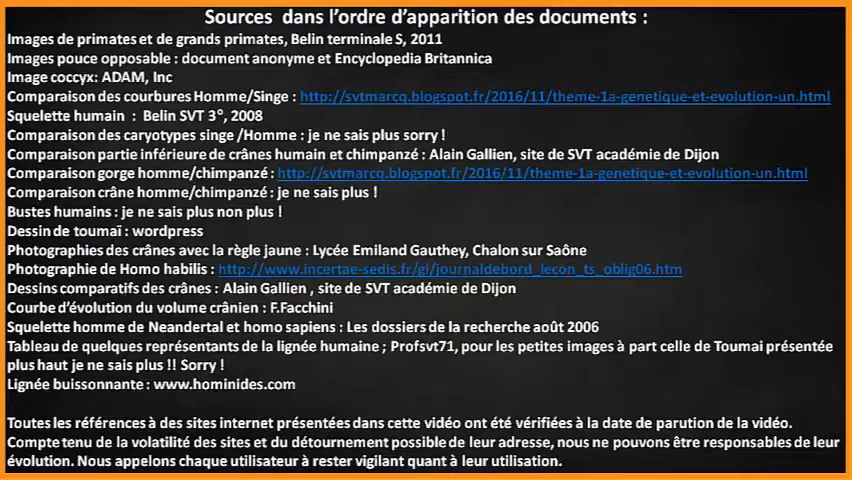 Sources dans l'ordre d'apparition des documents :
Images de primates et de grands primates, Belin terminale S, 2011
Images pouce opposable : document anonyme et Encyclopedia Britannica
Image coccyx: ADAM, Inc
Comparaison des courbures Homme/Singe : http://svtmarcq.blogspot.fr/2016/11/theme-1a-genetique-et-evolution-un.html
Squelette humain : Belin SVT 3°, 2008
Comparaison des caryotypes singe /Homme : je ne sais plus sorry !
Comparaison partie inférieure de crânes humain et chimpanzé : Alain Gallien, site de SVT académie de Dijon
Comparaison gorge homme/chimpanzé : http://svtmarcq.blogspot.fr/2016/11/theme-1a-genetique-et-evolution-un.html
Comparaison crâne homme/chimpanzé : je ne sais plus !
Bustes humains : je ne sais plus non plus !
Dessin de toumaï : wordpress
Photographies des crânes avec la règle jaune : Lycée Emiland Gauthey, Chalon sur Saône
Photographie de Homo habilis : http://www.incertae-sedis.fr/gl/journaldebord_lecon_ts_oblig06.htm
Dessins comparatifs des crânes : Alain Gallien , site de SVT académie de Dijon
Courbe d'évolution du volume crânien : F.Facchini
Squelette homme de Neandertal et homo sapiens : Les dossiers de la recherche août 2006
Tableau de quelques représentants de la lignée humaine ; Profsvt71, pour les petites images à part celle de Toumai présentée
plus haut je ne sais plus !! Sorry !
Lignée buissonnante : www.hominides.com
Toutes les références à des sites internet présentées dans cette vidéo ont été vérifiées à la date de parution de la vidéo.
Compte tenu de la volatilité des sites et du détournement possible de leur adresse, nous ne pouvons être responsables de leur
évolution. Nous appelons chaque utilisateur à rester vigilant quant à leur utilisation.